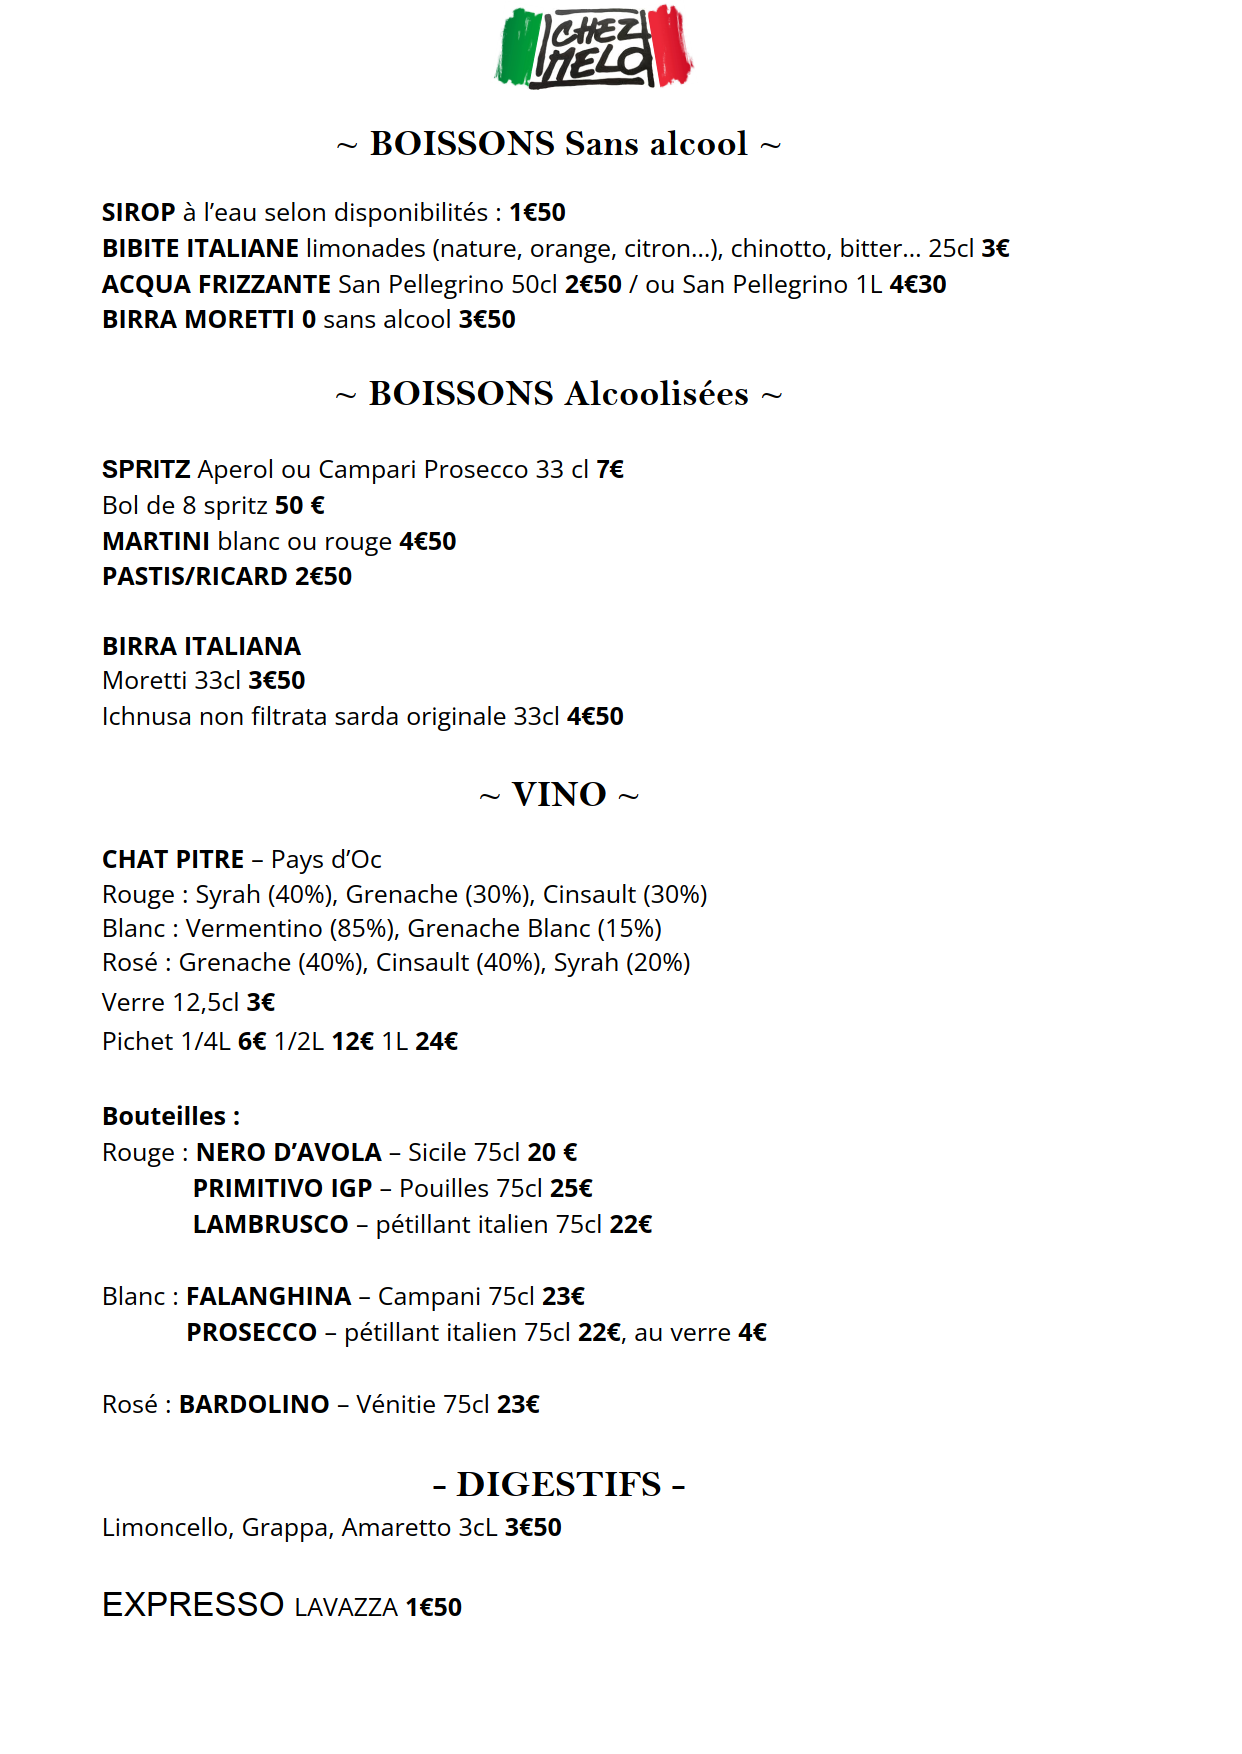 CHEZ
MELO
~ BOISSONS Sans alcool ~
SIROP à l’eau selon disponibilités : 1€50
BIBITE ITALIANE limonades (nature, orange, citron...), chinotto, bitter... 25cl 3€
ACQUA FRIZZANTE San Pellegrino 50cl 2€50 / ou San Pellegrino 1L 4€30
BIRRA MORETTI 0 sans alcool 3€50
~ BOISSONS Alcoolisées ~
SPRITZ Aperol ou Campari Prosecco 33 cl 7€
Bol de 8 spritz 50 €
MARTINI blanc ou rouge 4€50
PASTIS/RICARD 2€50
BIRRA ITALIANA
Moretti 33cl 3€50
Ichnusa non filtrata sarda originale 33cl 4€50
~ VINO ~
CHAT PITRE – Pays d’Oc
Rouge : Syrah (40%), Grenache (30%), Cinsault (30%)
Blanc : Vermentino (85%), Grenache Blanc (15%)
Rosé : Grenache (40%), Cinsault (40%), Syrah (20%)
Verre 12,5cl 3€
Pichet 1/4L 6€ 1/2L 12€ 1L 24€
Bouteilles :
Rouge : NERO D’AVOLA – Sicile 75cl 20 €
PRIMITIVO IGP – Pouilles 75cl 25€
LAMBRUSCO – pétillant italien 75cl 22€
Blanc : FALANGHINA – Campani 75cl 23€
PROSECCO – pétillant italien 75cl 22€, au verre 4€
Rosé : BARDOLINO – Vénitie 75cl 23€
- DIGESTIFS -
Limoncello, Grappa, Amaretto 3cL 3€50
EXPRESSO LAVAZZA 1€50